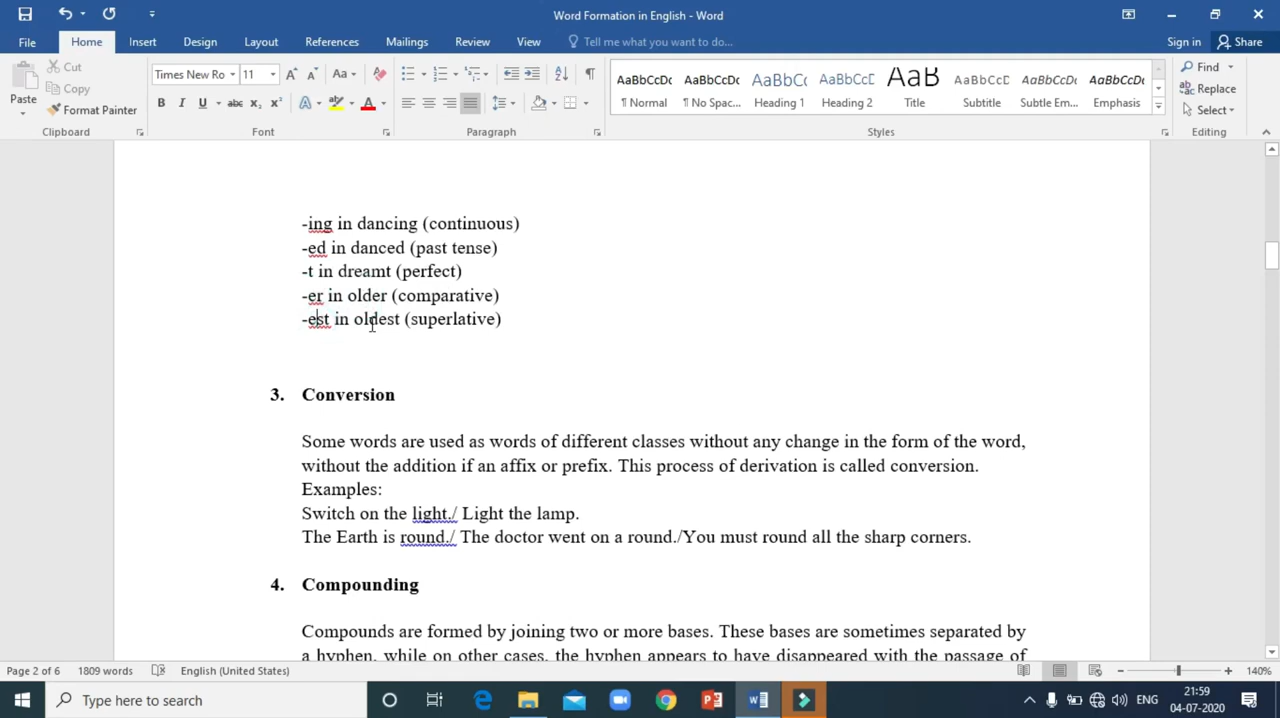 Word Formation in English - Word
File Home Insert Design Layout References Mailings Review View Tell me what you want to do... Sign in Share
Paste Cut Copy Format Painter
Times New Ro 11
AaBbCcDc AaBbCcDc AaBbCc AaBbCcD AaB AaBbCcD AaBbCcDc AaBbCcDc
¶ Normal ¶ No Spac... Heading 1 Heading 2 Title Subtitle Subtle Em... Emphasis
Find Replace Select
Clipboard Font Paragraph Styles Editing
-ing in dancing (continuous)
-ed in danced (past tense)
-t in dreamt (perfect)
-er in older (comparative)
-est in oldest (superlative)
3. Conversion
Some words are used as words of different classes without any change in the form of the word,
without the addition if an affix or prefix. This process of derivation is called conversion.
Examples:
Switch on the light./ Light the lamp.
The Earth is round./ The doctor went on a round./You must round all the sharp corners.
4. Compounding
Compounds are formed by joining two or more bases. These bases are sometimes separated by
a hyphen, while on other cases, the hyphen appears to have disappeared with the passage of
Page 2 of 6 1809 words English (United States) 140%
Type here to search
ENG 21:59 04-07-2020